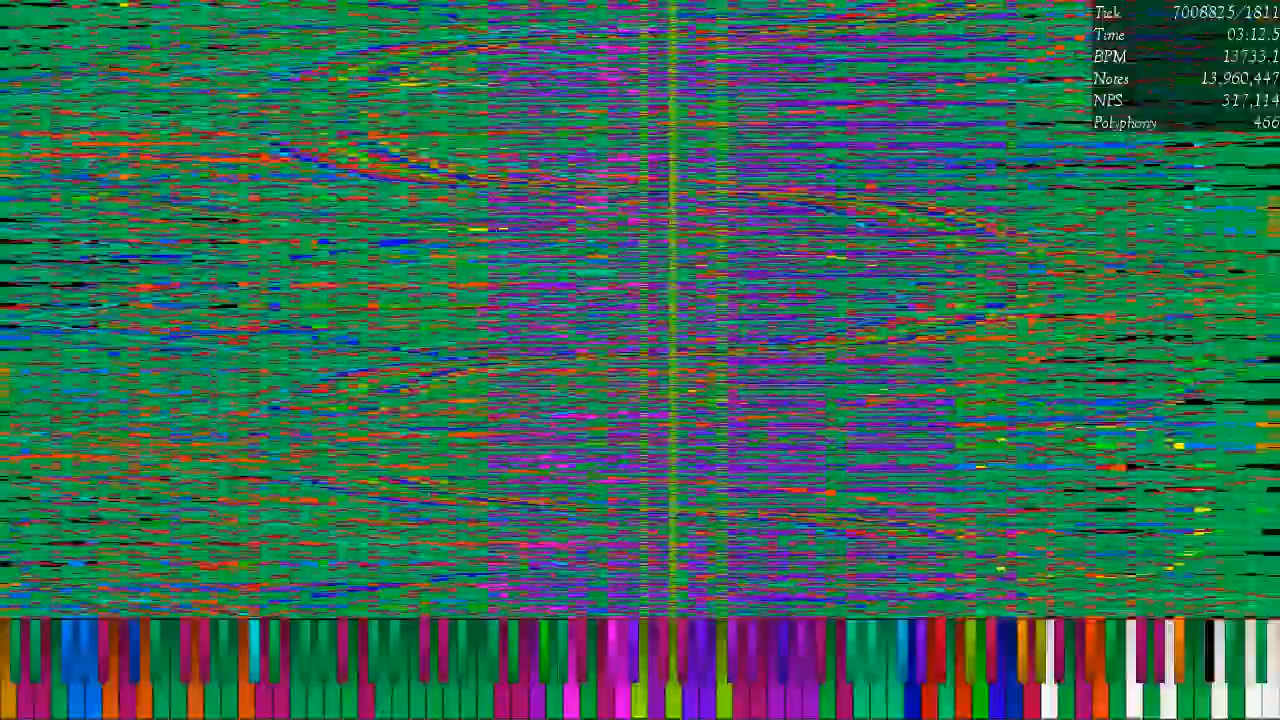 Tick 7008825/1811
Time 03:12.5
BPM 13733.1
Notes 13,960,447
NPS 317,114
Polyphony 466